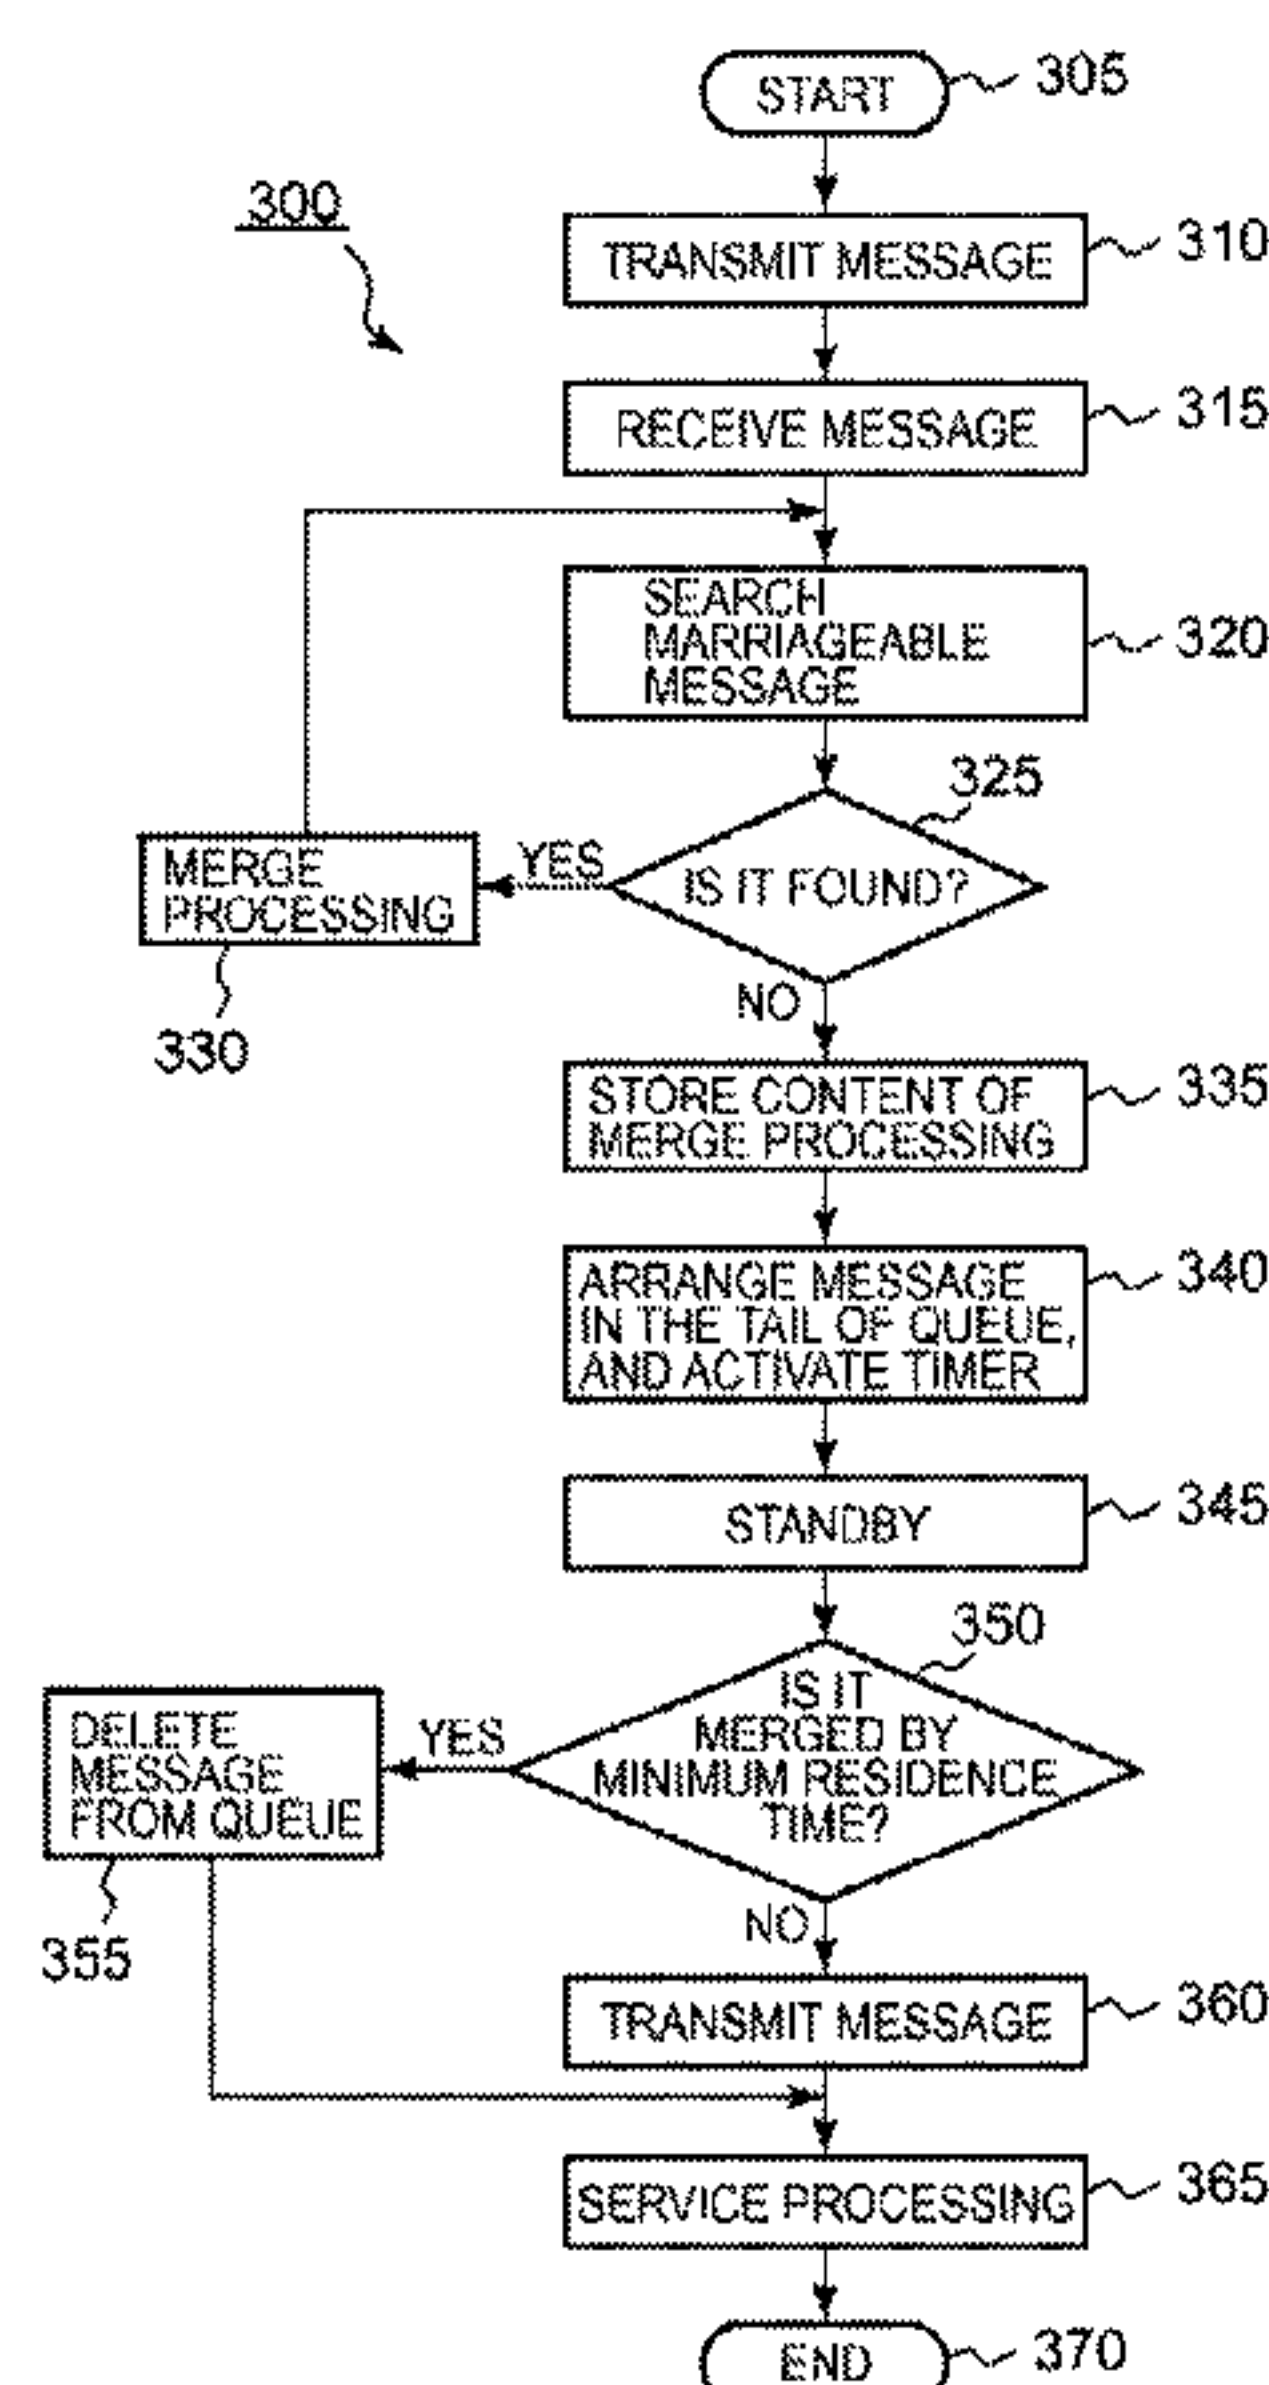 START
305
300
TRANSMIT MESSAGE
310
RECEIVE MESSAGE
315
SEARCH
MARRIAGEABLE
MESSAGE
320
325
IS IT FOUND?
YES
MERGE
PROCESSING
330
NO
STORE CONTENT OF
MERGE PROCESSING
335
ARRANGE MESSAGE
IN THE TAIL OF QUEUE,
AND ACTIVATE TIMER
340
STANDBY
345
350
IS IT
MERGED BY
MINIMUM RESIDENCE
TIME?
YES
DELETE
MESSAGE
FROM QUEUE
355
NO
TRANSMIT MESSAGE
360
SERVICE PROCESSING
365
END
370